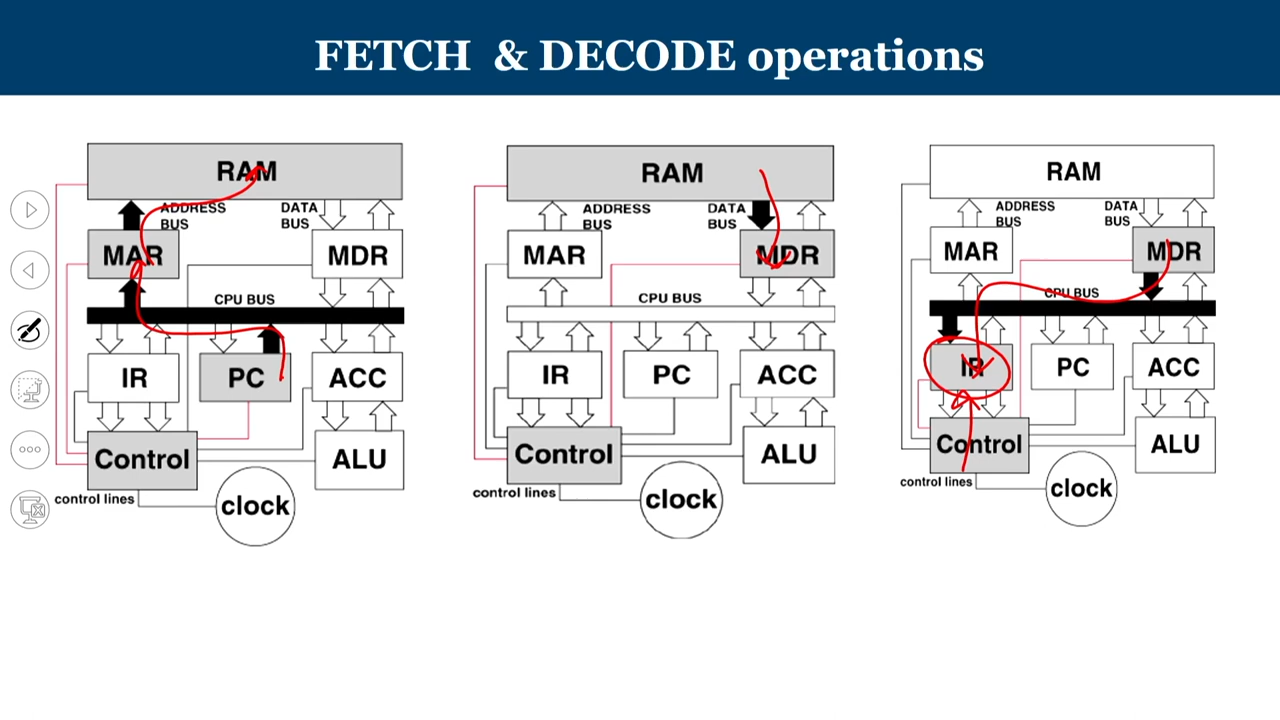 FETCH & DECODE operations
RAM
ADDRESS
BUS
DATA
BUS
MAR
MDR
CPU BUS
IR
PC
ACC
Control
ALU
control lines
clock
RAM
ADDRESS
BUS
DATA
BUS
MAR
MDR
CPU BUS
IR
PC
ACC
Control
ALU
control lines
clock
RAM
ADDRESS
BUS
DATA
BUS
MAR
MDR
CPU BUS
IR
PC
ACC
Control
ALU
control lines
clock